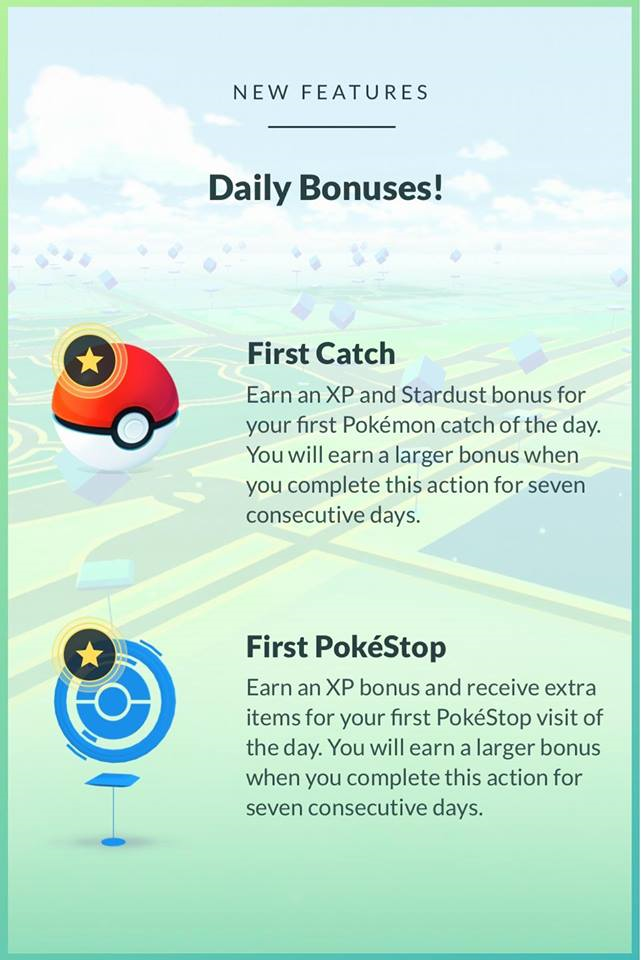 NEW FEATURES
Daily Bonuses!
First Catch
Earn an XP and Stardust bonus for
your first Pokémon catch of the day.
You will earn a larger bonus when
you complete this action for seven
consecutive days.
First PokéStop
Earn an XP bonus and receive extra
items for your first PokéStop visit of
the day. You will earn a larger bonus
when you complete this action for
seven consecutive days.